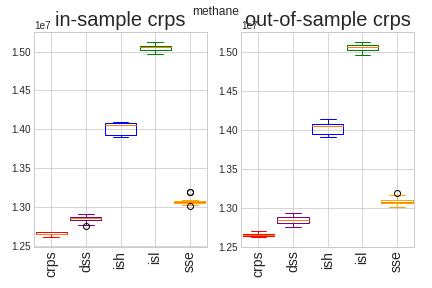 methane
in-sample crps
1e7
1.50
1.45
1.40
1.35
1.30
1.25
crps
dss
ish
isl
sse
out-of-sample crps
1e7
1.50
1.45
1.40
1.35
1.30
1.25
crps
dss
ish
isl
sse